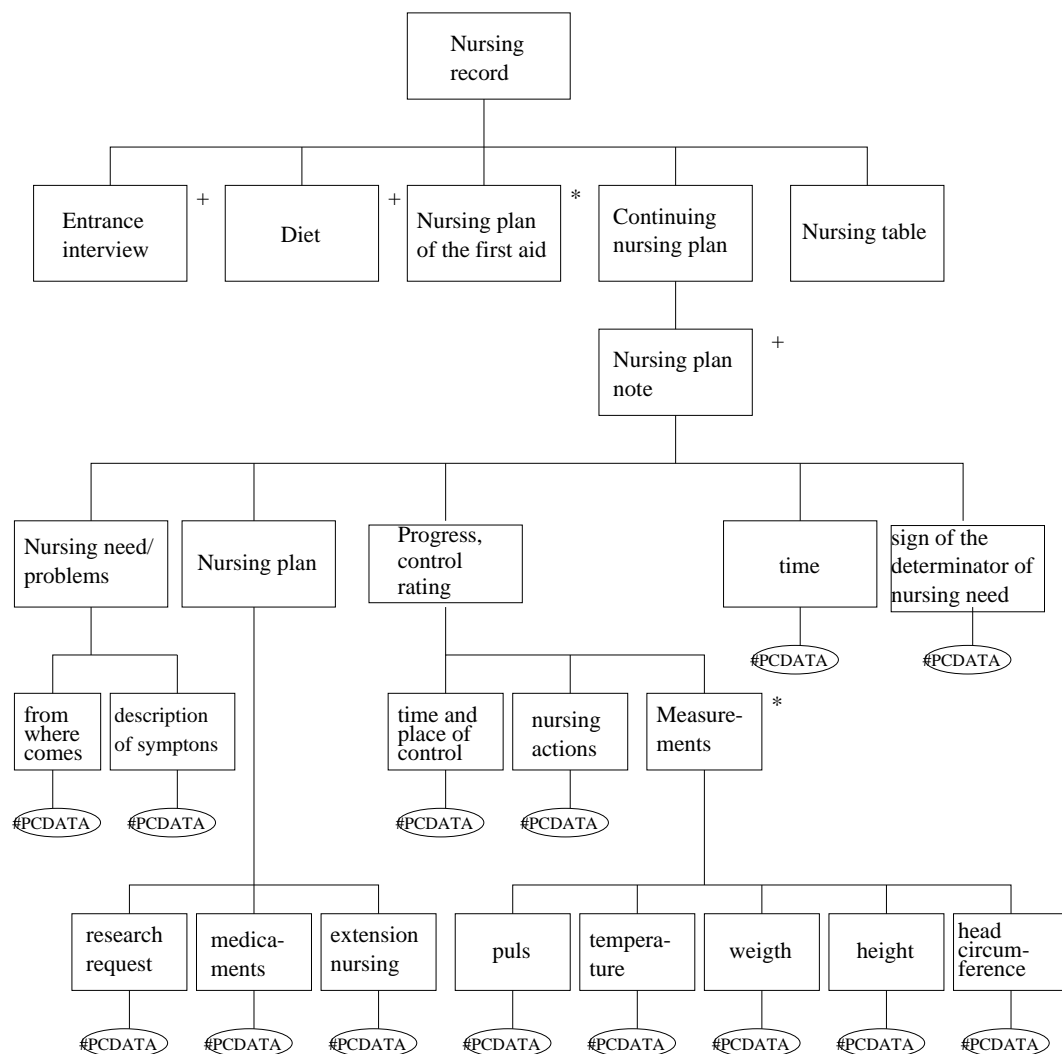 Nursing
record
Entrance
interview
+
Diet
+
Nursing plan
of the first aid
*
Continuing
nursing plan
Nursing table
Nursing plan
note
+
Nursing need/
problems
Nursing plan
Progress,
control
rating
time
sign of the
determinator of
nursing need
#PCDATA
#PCDATA
from
where
comes
description
of symptons
time and
place of
control
nursing
actions
Measure-
ments
*
#PCDATA
#PCDATA
#PCDATA
#PCDATA
research
request
medica-
ments
extension
nursing
puls
tempera-
ture
weigth
height
head
circum-
ference
#PCDATA
#PCDATA
#PCDATA
#PCDATA
#PCDATA
#PCDATA
#PCDATA
#PCDATA